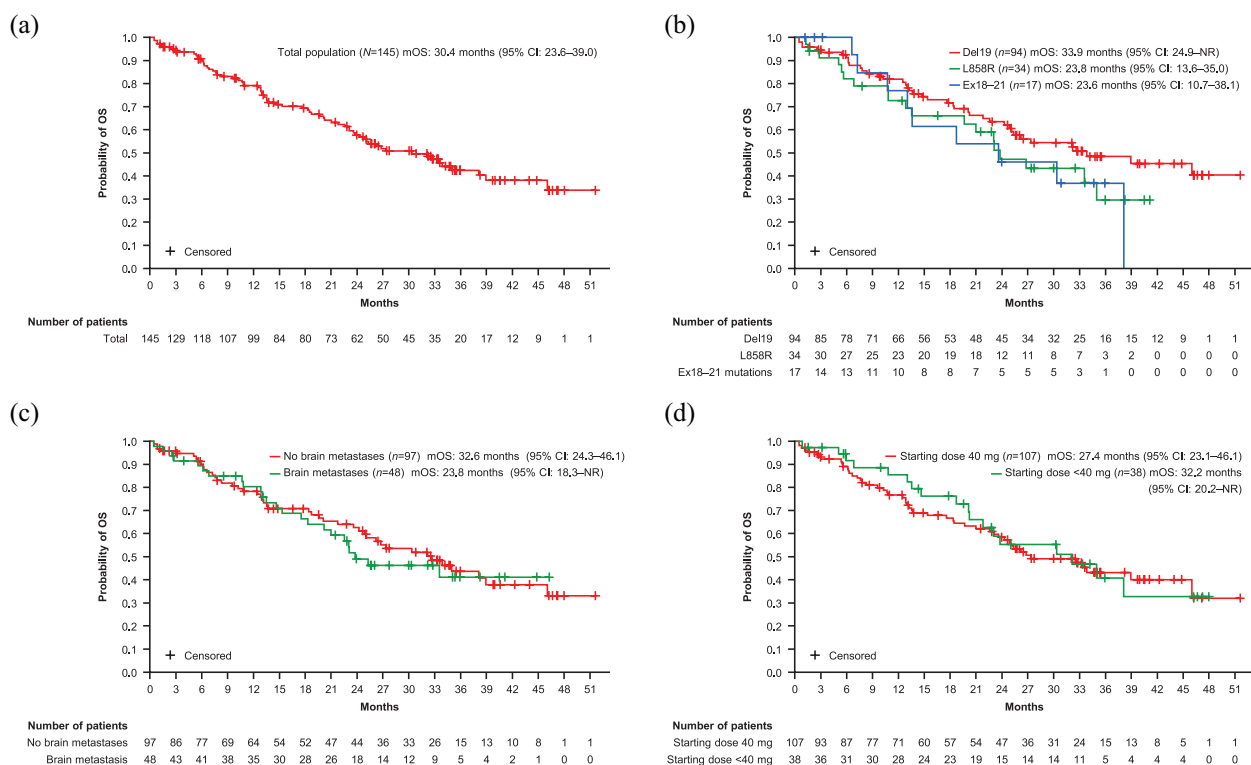 (a)
Total population (N=145) mOS: 30.4 months (95% CI: 23.6–39.0)
1.0
0.9
0.8
0.7
0.6
0.5
0.4
0.3
0.2
0.1
0.0
Probability of OS
+ Censored
0 3 6 9 12 15 18 21 24 27 30 33 36 39 42 45 48 51
Months
Number of patients
Total 145 129 118 107 99 84 80 73 62 50 45 35 20 17 12 9 1 1
(b)
Del19 (n=94) mOS: 33.9 months (95% CI: 24.9–NR)
L858R (n=34) mOS: 23.8 months (95% CI: 13.6–35.0)
Ex18–21 (n=17) mOS: 23.6 months (95% CI: 10.7–38.1)
1.0
0.9
0.8
0.7
0.6
0.5
0.4
0.3
0.2
0.1
0.0
Probability of OS
+ Censored
0 3 6 9 12 15 18 21 24 27 30 33 36 39 42 45 48 51
Months
Number of patients
Del19 94 85 78 71 66 56 53 48 45 34 32 25 16 15 12 9 1 1
L858R 34 30 27 25 23 20 19 18 12 11 8 7 3 2 0 0 0 0
Ex18–21 mutations 17 14 13 11 10 8 8 7 5 5 5 3 1 0 0 0 0 0
(c)
No brain metastases (n=97) mOS: 32.6 months (95% CI: 24.3–46.1)
Brain metastases (n=48) mOS: 23.8 months (95% CI: 18.3–NR)
1.0
0.9
0.8
0.7
0.6
0.5
0.4
0.3
0.2
0.1
0.0
Probability of OS
+ Censored
0 3 6 9 12 15 18 21 24 27 30 33 36 39 42 45 48 51
Months
Number of patients
No brain metastases 97 86 77 69 64 54 52 47 44 36 33 26 15 13 10 8 1 1
Brain metastasis 48 43 41 38 35 30 28 26 18 14 12 9 5 4 2 1 0 0
(d)
Starting dose 40 mg (n=107) mOS: 27.4 months (95% CI: 23.1–46.1)
Starting dose <40 mg (n=38) mOS: 32.2 months
(95% CI: 20.2–NR)
1.0
0.9
0.8
0.7
0.6
0.5
0.4
0.3
0.2
0.1
0.0
Probability of OS
+ Censored
0 3 6 9 12 15 18 21 24 27 30 33 36 39 42 45 48 51
Months
Number of patients
Starting dose 40 mg 107 93 87 77 71 60 57 54 47 36 31 24 15 13 8 5 1 1
Starting dose <40 mg 38 36 31 30 28 24 23 19 15 14 14 11 5 4 4 4 0 0